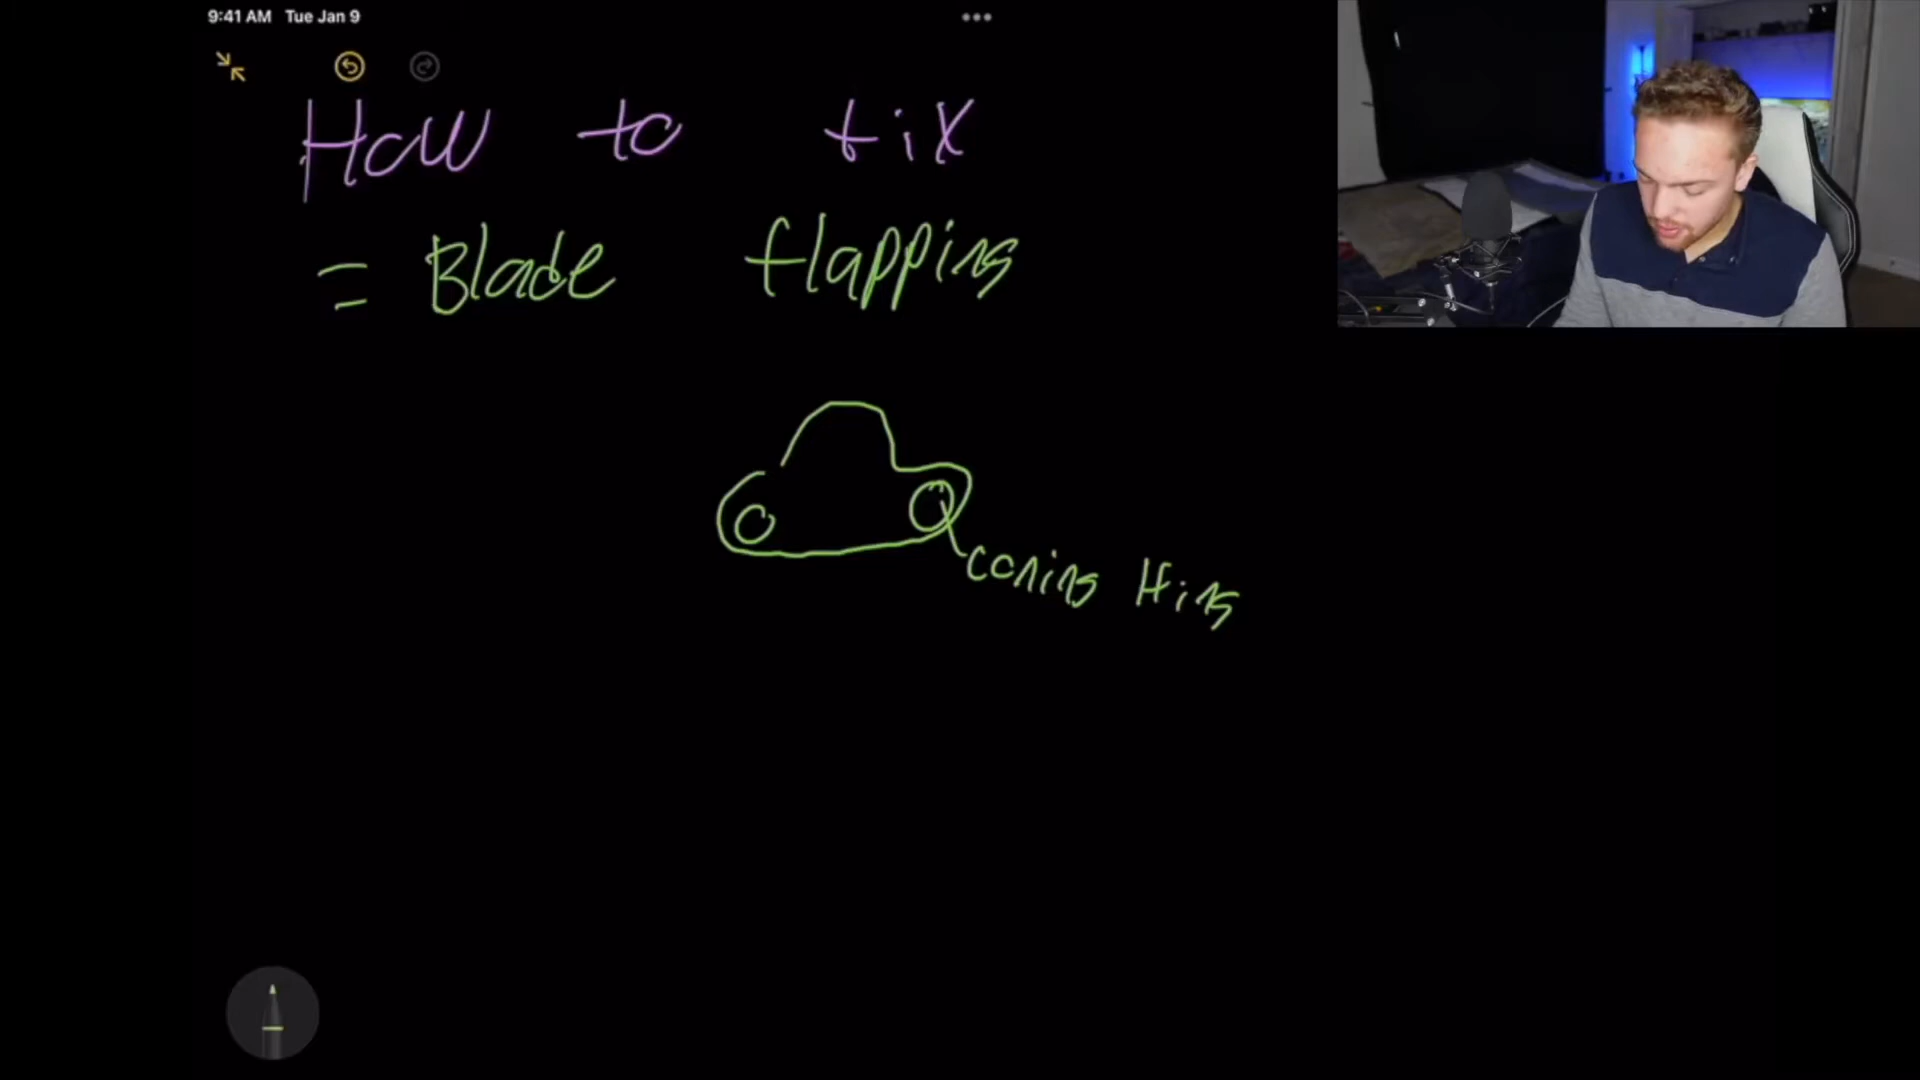 9:41 AM Tue Jan 9
How to fix
= Blade flapping
coning Hing